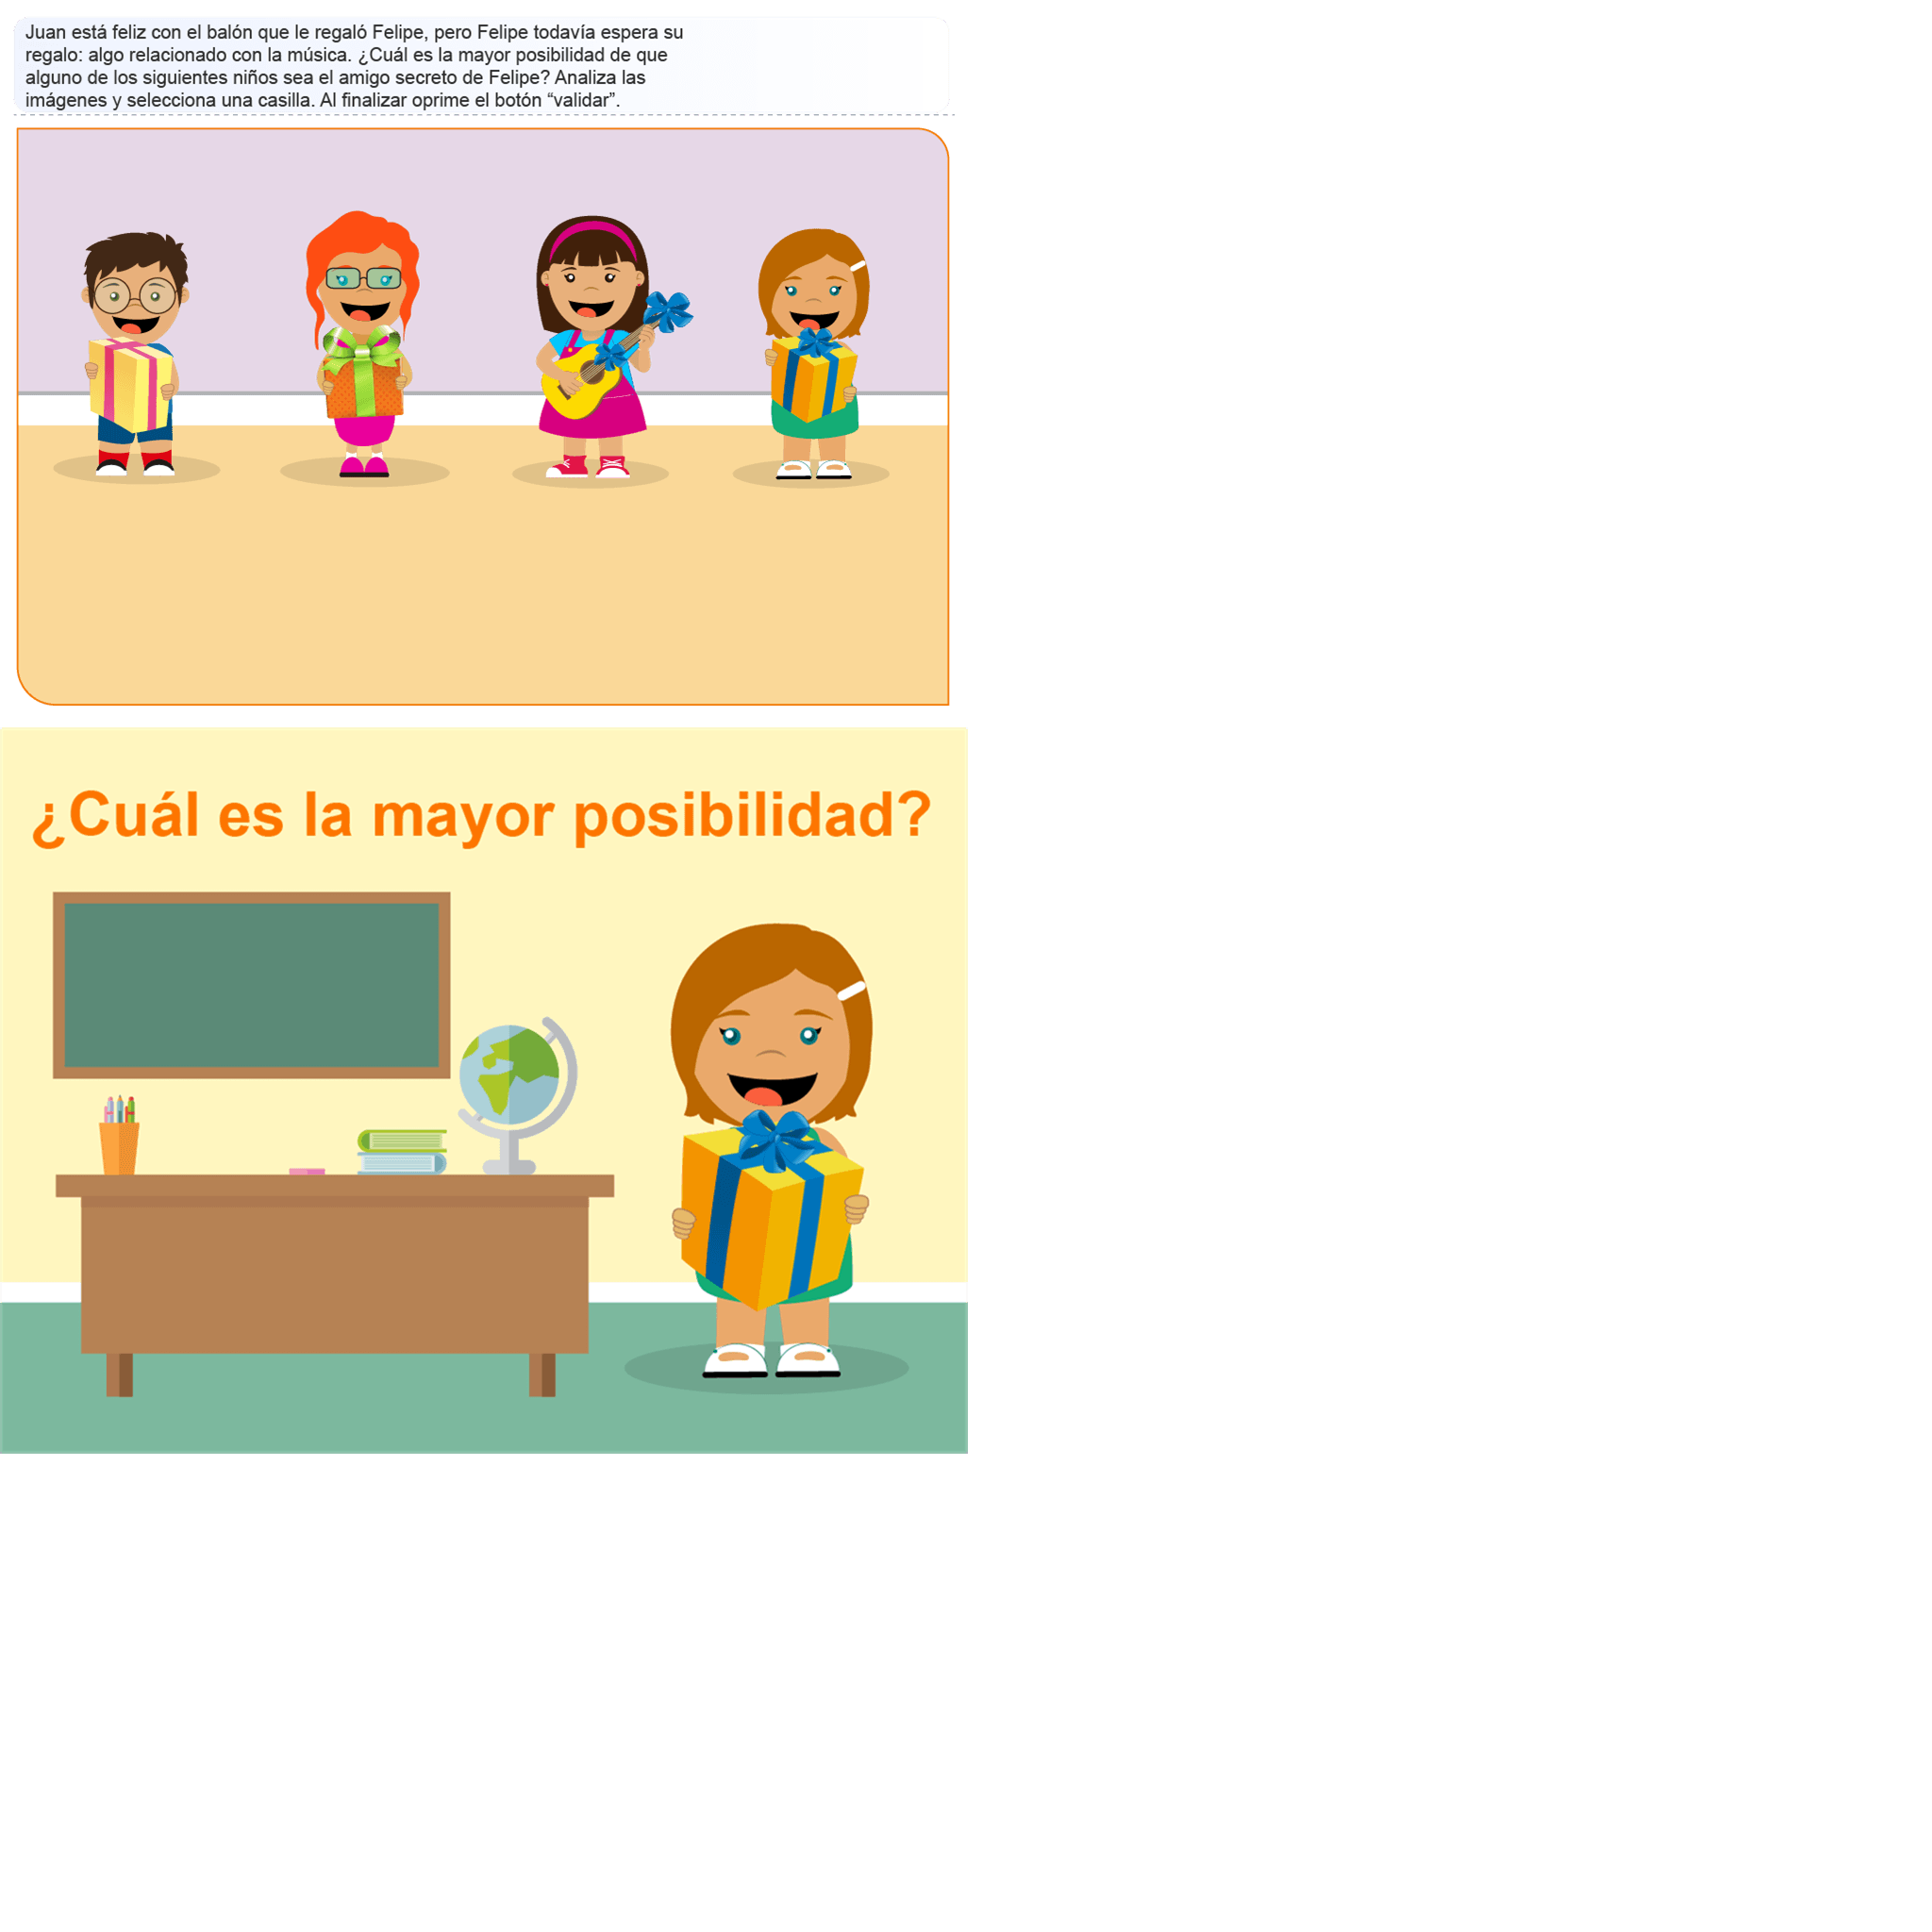 Juan está feliz con el balón que le regaló Felipe, pero Felipe todavía espera su
regalo: algo relacionado con la música. ¿Cuál es la mayor posibilidad de que
alguno de los siguientes niños sea el amigo secreto de Felipe? Analiza las
imágenes y selecciona una casilla. Al finalizar oprime el botón “validar”.
¿Cuál es la mayor posibilidad?